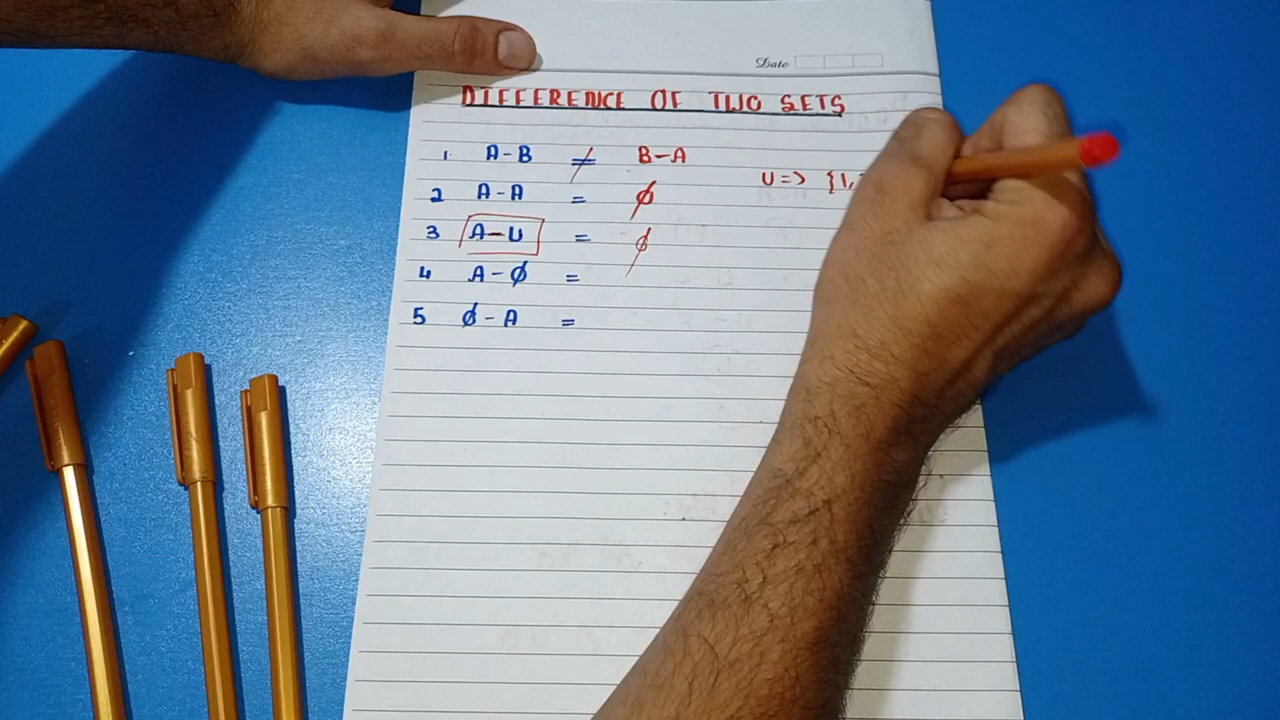 Date
DIFFERENCE OF TWO SETS
1. A-B ≠ B-A
U => {1,
2 A-A = ϕ
3 A-U = ϕ
4 A-ϕ =
5 ϕ-A =